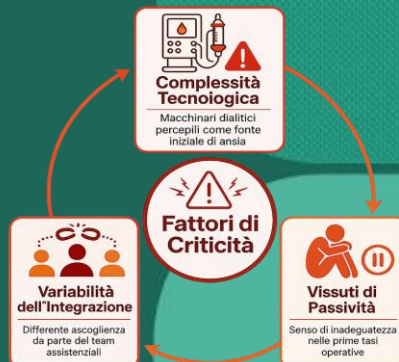 Complessità
Tecnoiogica
Macchinari dialitici
percepili come fonte
iniziale di ansia
Fattori di
Criticità
Variabilità
dell"Integrazione
Differente ascoglienza
da parte del team
assistenziali
Vissuti di
Passività
Senso di inadeguatezza
nelle prime tasi
operative